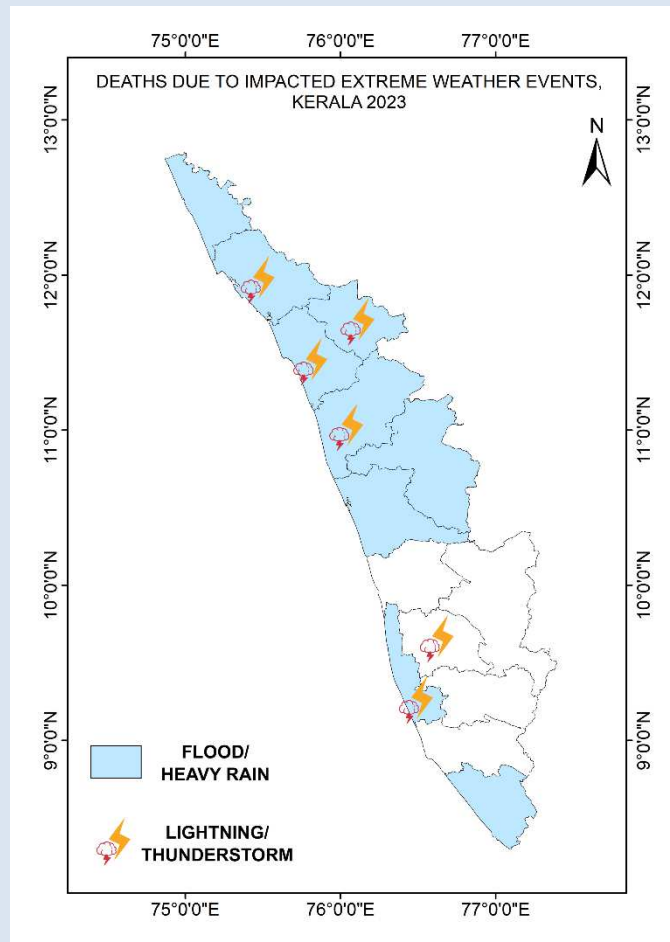 75°0'0"E 76°0'0"E 77°0'0"E
DEATHS DUE TO IMPACTED EXTREME WEATHER EVENTS,
KERALA 2023
N
13°0'0"N 13°0'0"N
12°0'0"N 12°0'0"N
11°0'0"N 11°0'0"N
10°0'0"N 10°0'0"N
9°0'0"N 9°0'0"N
FLOOD/
HEAVY RAIN
LIGHTNING/
THUNDERSTORM
75°0'0"E 76°0'0"E 77°0'0"E